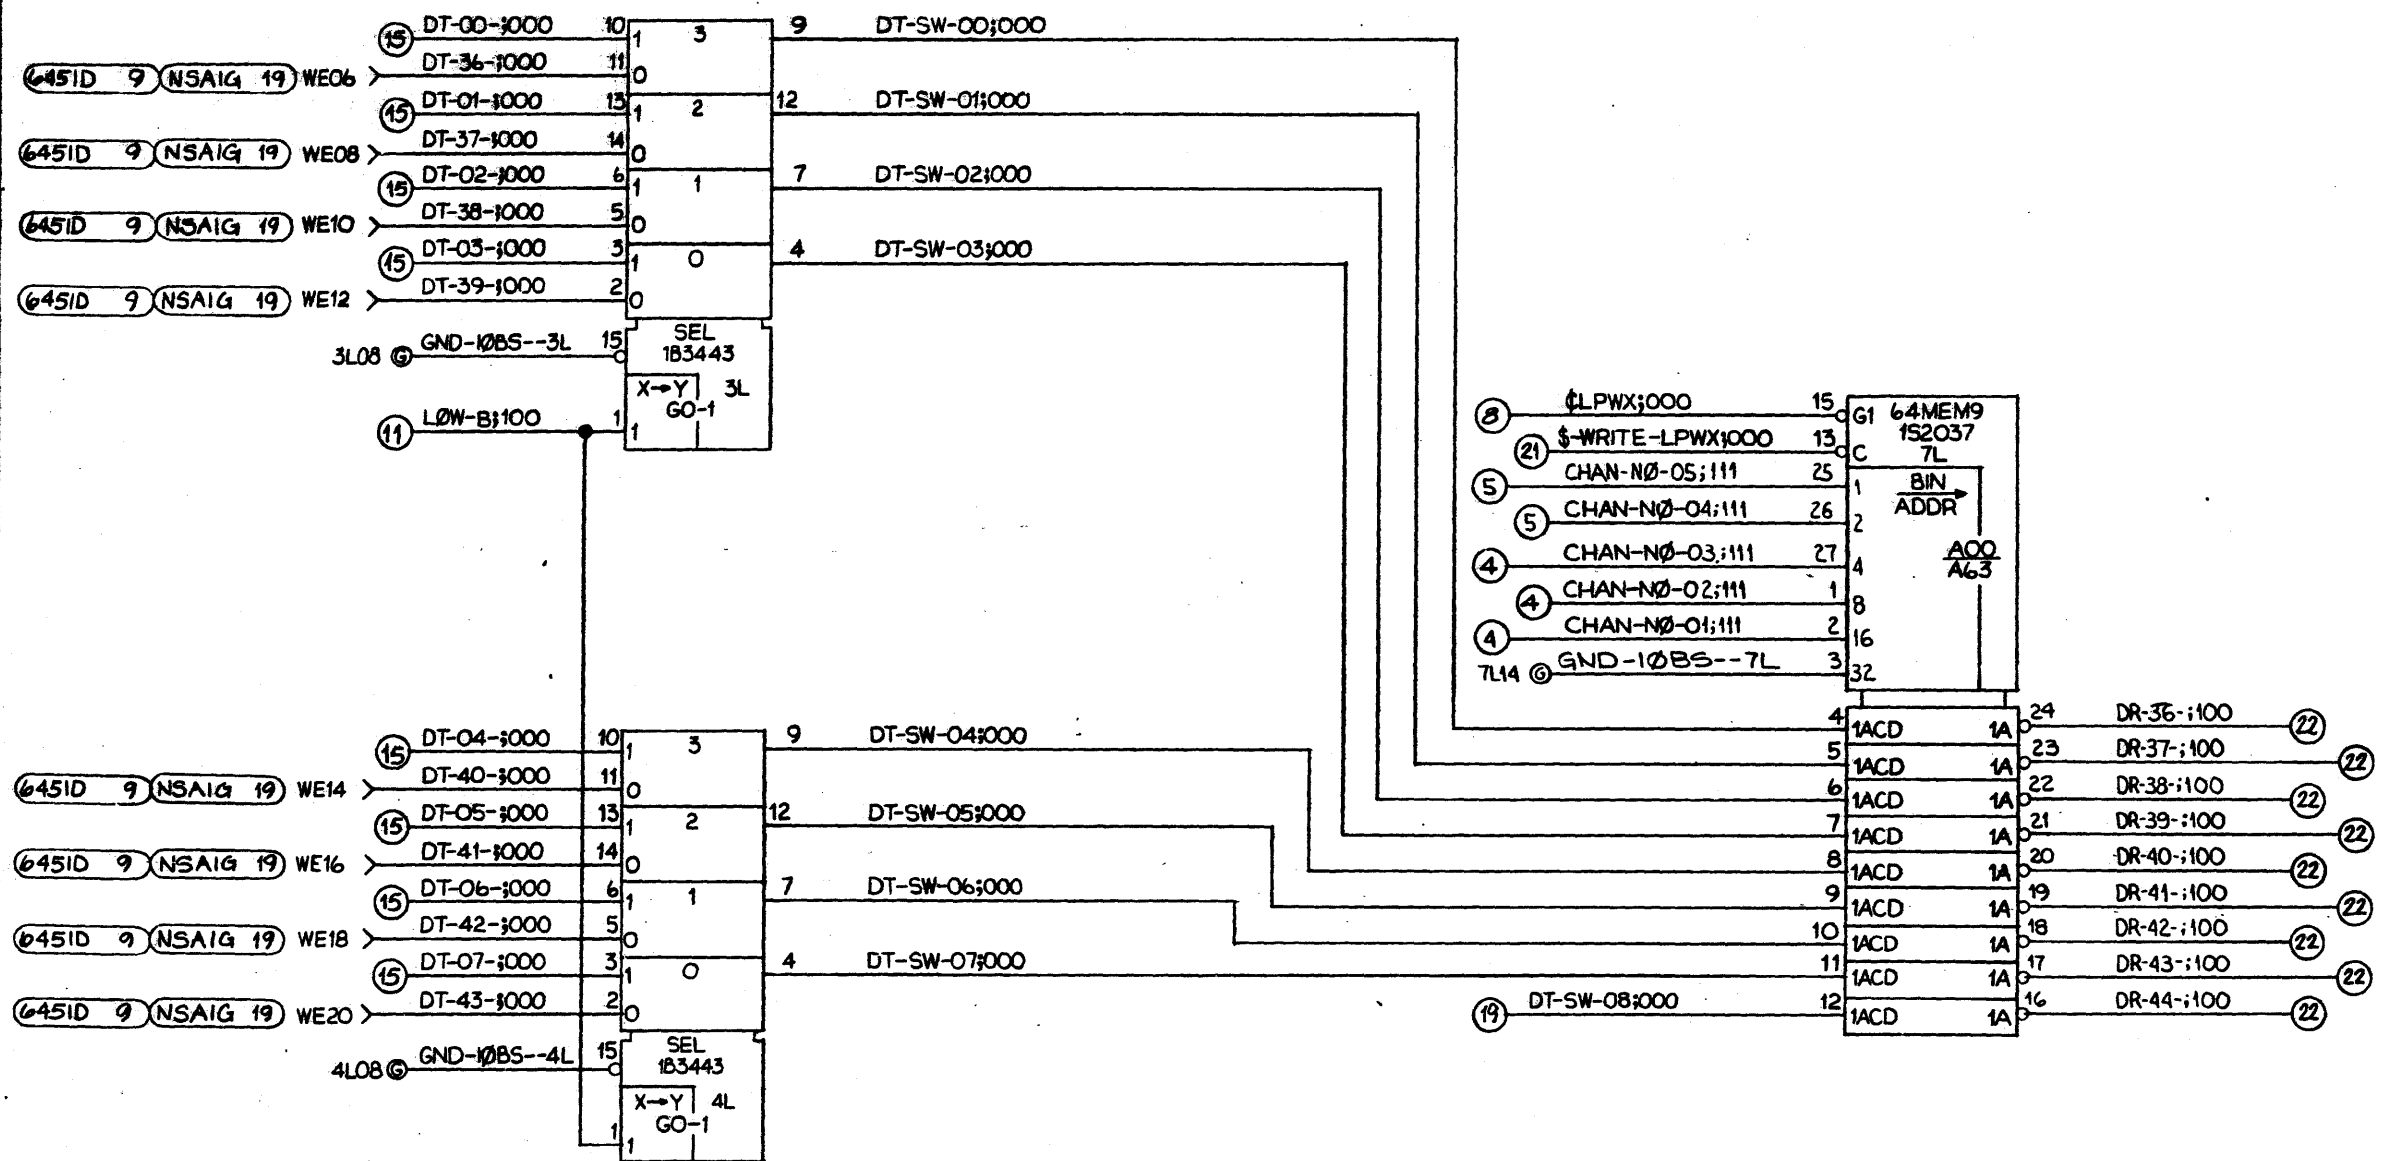 DT-00-;000 10 1 3 9 DT-SW-00;000
15
DT-36-;000 11 0
6451D 9 NSAIG 19 WE06
DT-01-;000 13 1 2 12 DT-SW-01;000
15
DT-37-;000 14 0
6451D 9 NSAIG 19 WE08
DT-02-;000 6 1 1 7 DT-SW-02;000
15
DT-38-;000 5 0
6451D 9 NSAIG 19 WE10
DT-03-;000 3 1 0 4 DT-SW-03;000
15
DT-39-;000 2 0
6451D 9 NSAIG 19 WE12
SEL
1B3443
3L08 G GND-10BS--3L 15
X→Y 3L
GO-1
11 LØW-B;100 1 1
8 ₵LPWX;000 15 G1 64MEM9
1S2037
21 $-WRITE-LPWX;000 13 C 7L
5 CHAN-NØ-05;111 25 1 BIN
ADDR
5 CHAN-NØ-04;111 26 2
4 CHAN-NØ-03;111 27 4 A00
A63
4 CHAN-NØ-02;111 1 8
4 CHAN-NØ-01;111 2 16
7L14 G GND-10BS--7L 3 32
4 1ACD 1A 24 DR-36-;100 22
5 1ACD 1A 23 DR-37-;100 22
6 1ACD 1A 22 DR-38-;100 22
7 1ACD 1A 21 DR-39-;100 22
8 1ACD 1A 20 DR-40-;100 22
9 1ACD 1A 19 DR-41-;100 22
10 1ACD 1A 18 DR-42-;100 22
11 1ACD 1A 17 DR-43-;100 22
19 DT-SW-08;000 12 1ACD 1A 16 DR-44-;100 22
DT-04-;000 10 1 3 9 DT-SW-04;000
15
DT-40-;000 11 0
6451D 9 NSAIG 19 WE14
DT-05-;000 13 1 2 12 DT-SW-05;000
15
DT-41-;000 14 0
6451D 9 NSAIG 19 WE16
DT-06-;000 6 1 1 7 DT-SW-06;000
15
DT-42-;000 5 0
6451D 9 NSAIG 19 WE18
DT-07-;000 3 1 0 4 DT-SW-07;000
15
DT-43-;000 2 0
6451D 9 NSAIG 19 WE20
SEL
1B3443
4L08 G GND-10BS--4L 15
X→Y 4L
GO-1
1 1